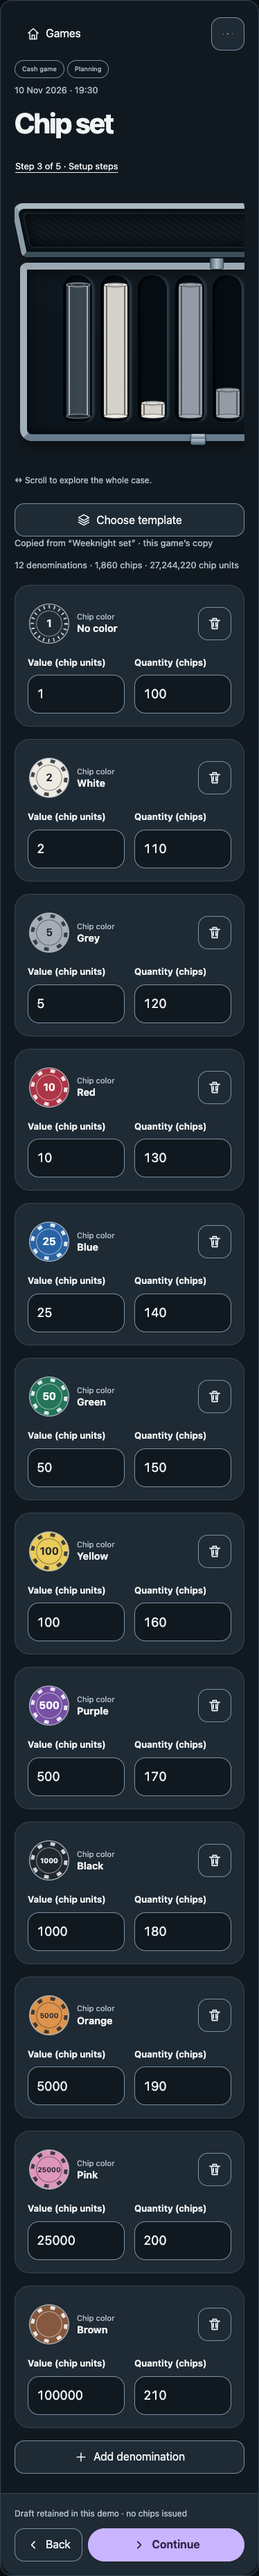 Games
Cash game
Planning
10 Nov 2026 · 19:30
Chip set
Step 3 of 5 · Setup steps
↔ Scroll to explore the whole case.
Choose template
Copied from “Weeknight set” · this game’s copy
12 denominations · 1,860 chips · 27,244,220 chip units
1
Chip color
No color
Value (chip units)
Quantity (chips)
1
100
2
Chip color
White
Value (chip units)
Quantity (chips)
2
110
5
Chip color
Grey
Value (chip units)
Quantity (chips)
5
120
10
Chip color
Red
Value (chip units)
Quantity (chips)
10
130
25
Chip color
Blue
Value (chip units)
Quantity (chips)
25
140
50
Chip color
Green
Value (chip units)
Quantity (chips)
50
150
100
Chip color
Yellow
Value (chip units)
Quantity (chips)
100
160
500
Chip color
Purple
Value (chip units)
Quantity (chips)
500
170
1000
Chip color
Black
Value (chip units)
Quantity (chips)
1000
180
5000
Chip color
Orange
Value (chip units)
Quantity (chips)
5000
190
25000
Chip color
Pink
Value (chip units)
Quantity (chips)
25000
200
Chip color
Brown
Value (chip units)
Quantity (chips)
100000
210
Add denomination
Draft retained in this demo · no chips issued
Back
Continue